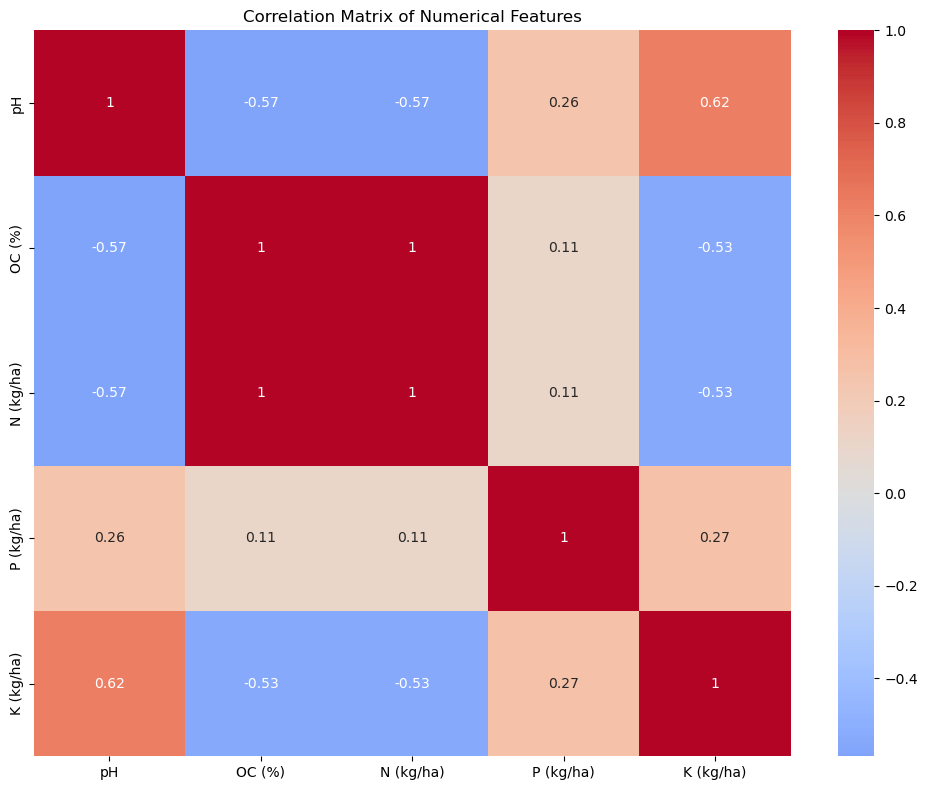 Correlation Matrix of Numerical Features
pH 1 -0.57 -0.57 0.26 0.62
OC (%) -0.57 1 1 0.11 -0.53
N (kg/ha) -0.57 1 1 0.11 -0.53
P (kg/ha) 0.26 0.11 0.11 1 0.27
K (kg/ha) 0.62 -0.53 -0.53 0.27 1
pH OC (%) N (kg/ha) P (kg/ha) K (kg/ha)
1.0
0.8
0.6
0.4
0.2
0.0
−0.2
−0.4